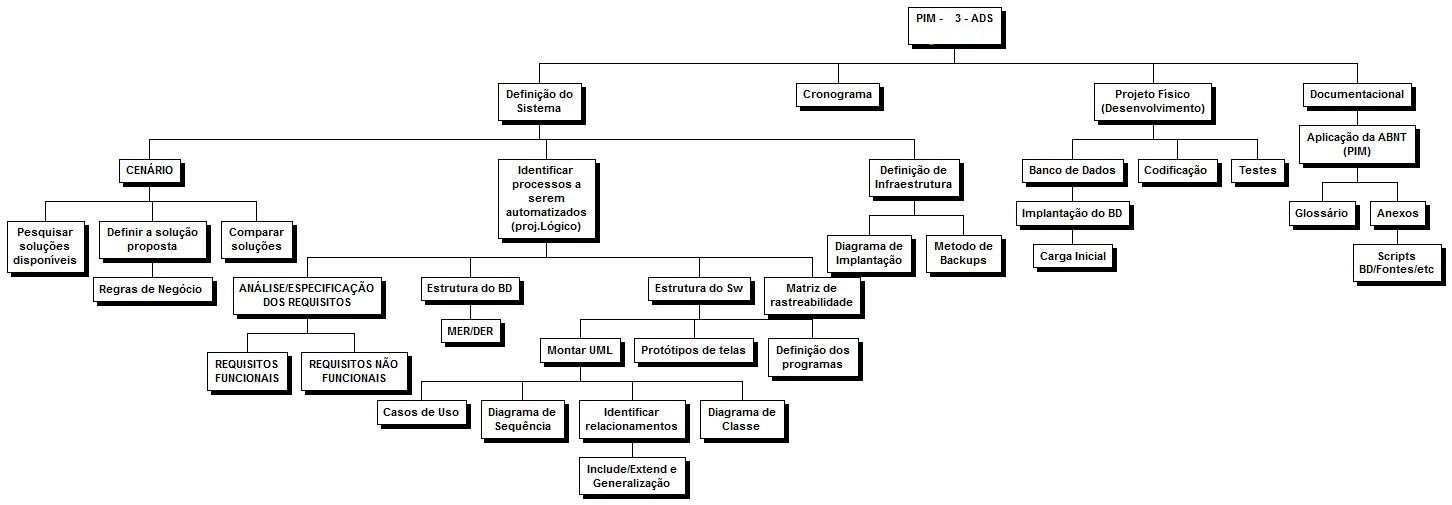 PIM - 3 - ADS
Definição do
Sistema
Cronograma
Projeto Físico
(Desenvolvimento)
Documentacional
CENÁRIO
Identificar
processos a
serem
automatizados
(proj.Lógico)
Definição de
Infraestrutura
Banco de Dados
Codificação
Testes
Aplicação da ABNT
(PIM)
Pesquisar
soluções
disponíveis
Definir a solução
proposta
Comparar
soluções
Diagrama de
Implantação
Metodo de
Backups
Implantação do BD
Glossário
Anexos
Regras de Negócio
ANÁLISE/ESPECIFICAÇÃO
DOS REQUISITOS
Estrutura do BD
Estrutura do Sw
Matriz de
rastreabilidade
Carga Inicial
Scripts
BD/Fontes/etc
REQUISITOS
FUNCIONAIS
REQUISITOS NÃO
FUNCIONAIS
MER/DER
Montar UML
Protótipos de telas
Definição dos
programas
Casos de Uso
Diagrama de
Sequência
Identificar
relacionamentos
Diagrama de
Classe
Include/Extend e
Generalização